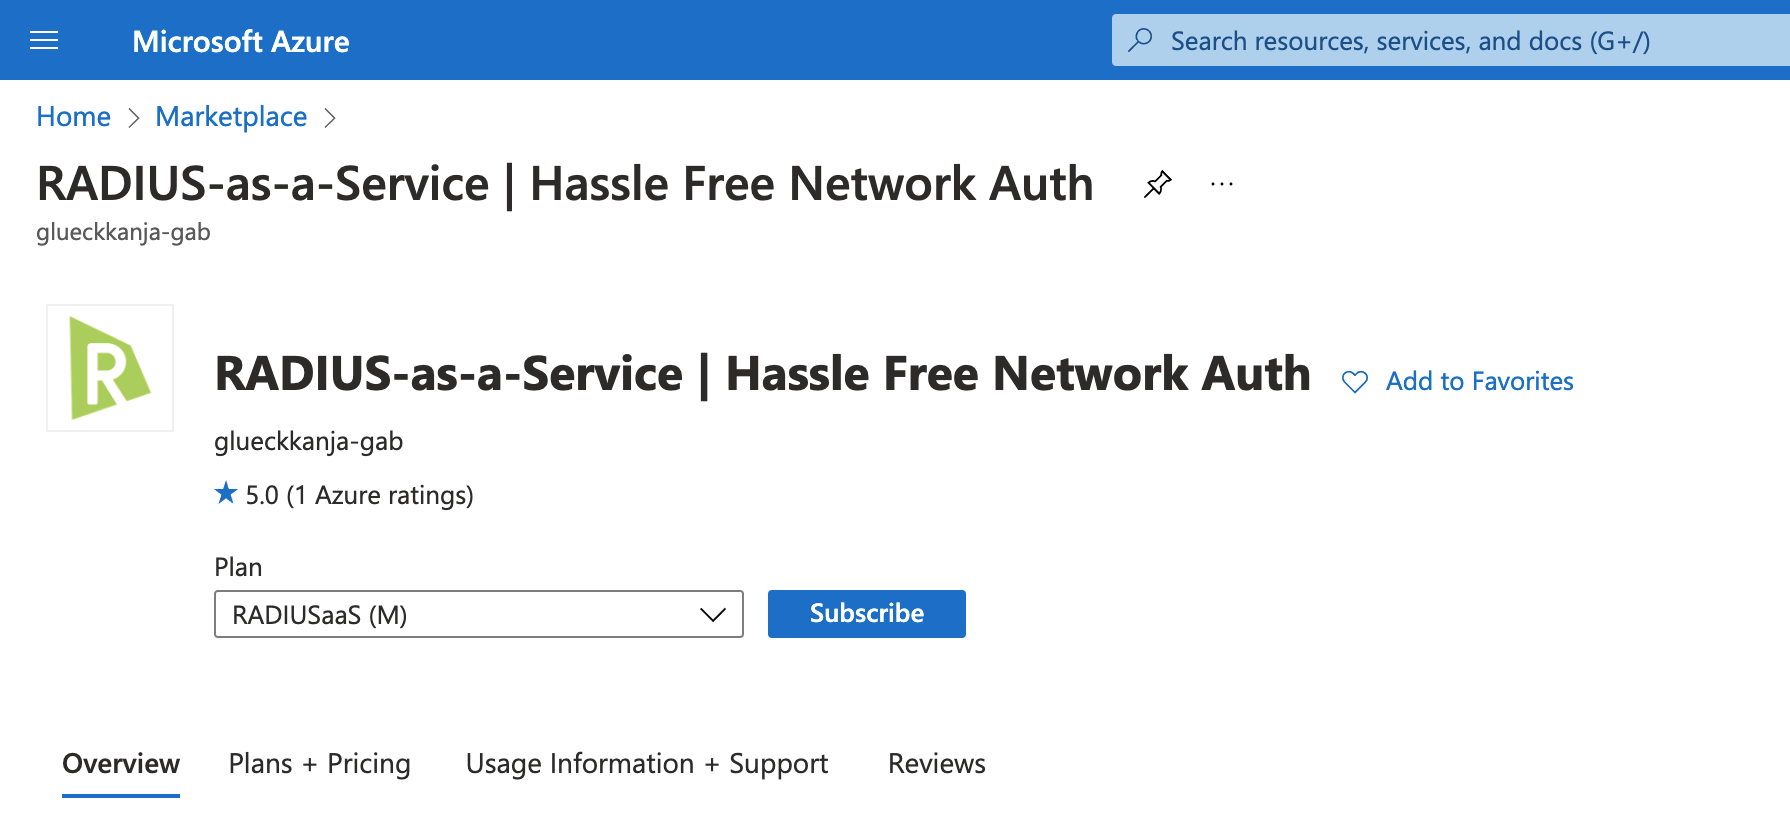 Microsoft Azure
Search resources, services, and docs (G+/)
Home > Marketplace >
RADIUS-as-a-Service | Hassle Free Network Auth ...
glueckkanja-gab
R
RADIUS-as-a-Service | Hassle Free Network Auth
Add to Favorites
glueckkanja-gab
★ 5.0 (1 Azure ratings)
Plan
RADIUSaaS (M)
Subscribe
Overview
Plans + Pricing
Usage Information + Support
Reviews